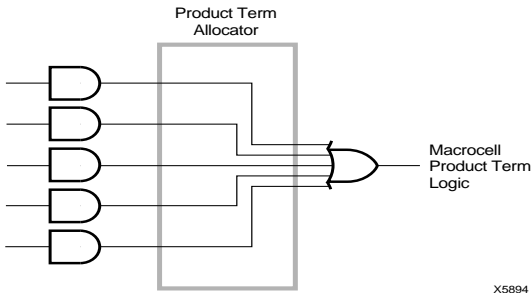 Product Term
Allocator
Macrocell
Product Term
Logic
X5894